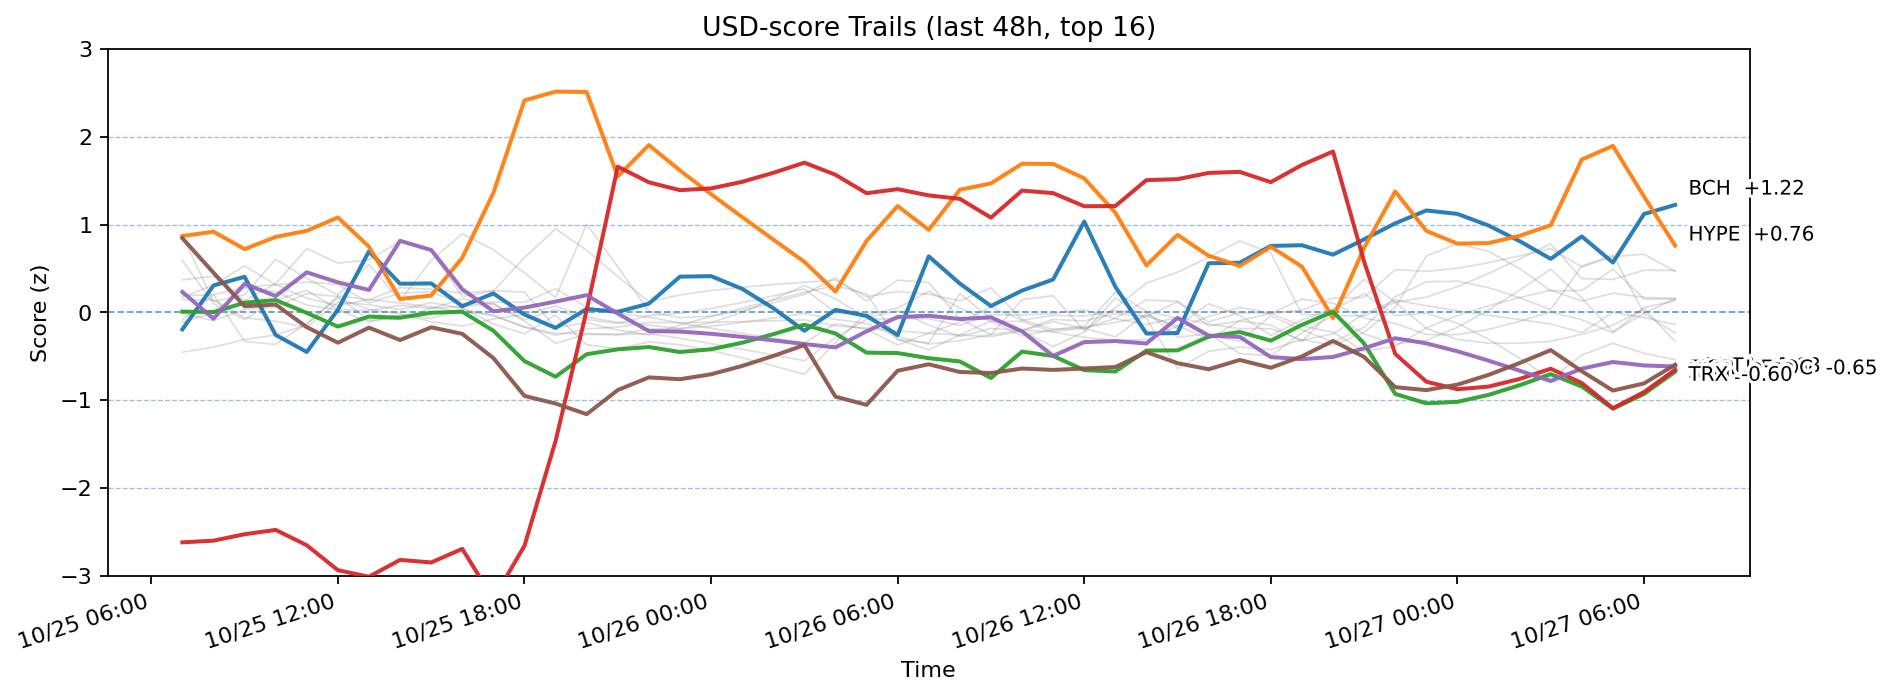 USD-score Trails (last 48h, top 16)
3
2
1
0
−1
−2
−3
Score (z)
BCH +1.22
HYPE +0.76
-0.65
TRX -0.60
10/25 06:00
10/25 12:00
10/25 18:00
10/26 00:00
10/26 06:00
10/26 12:00
10/26 18:00
10/27 00:00
10/27 06:00
Time